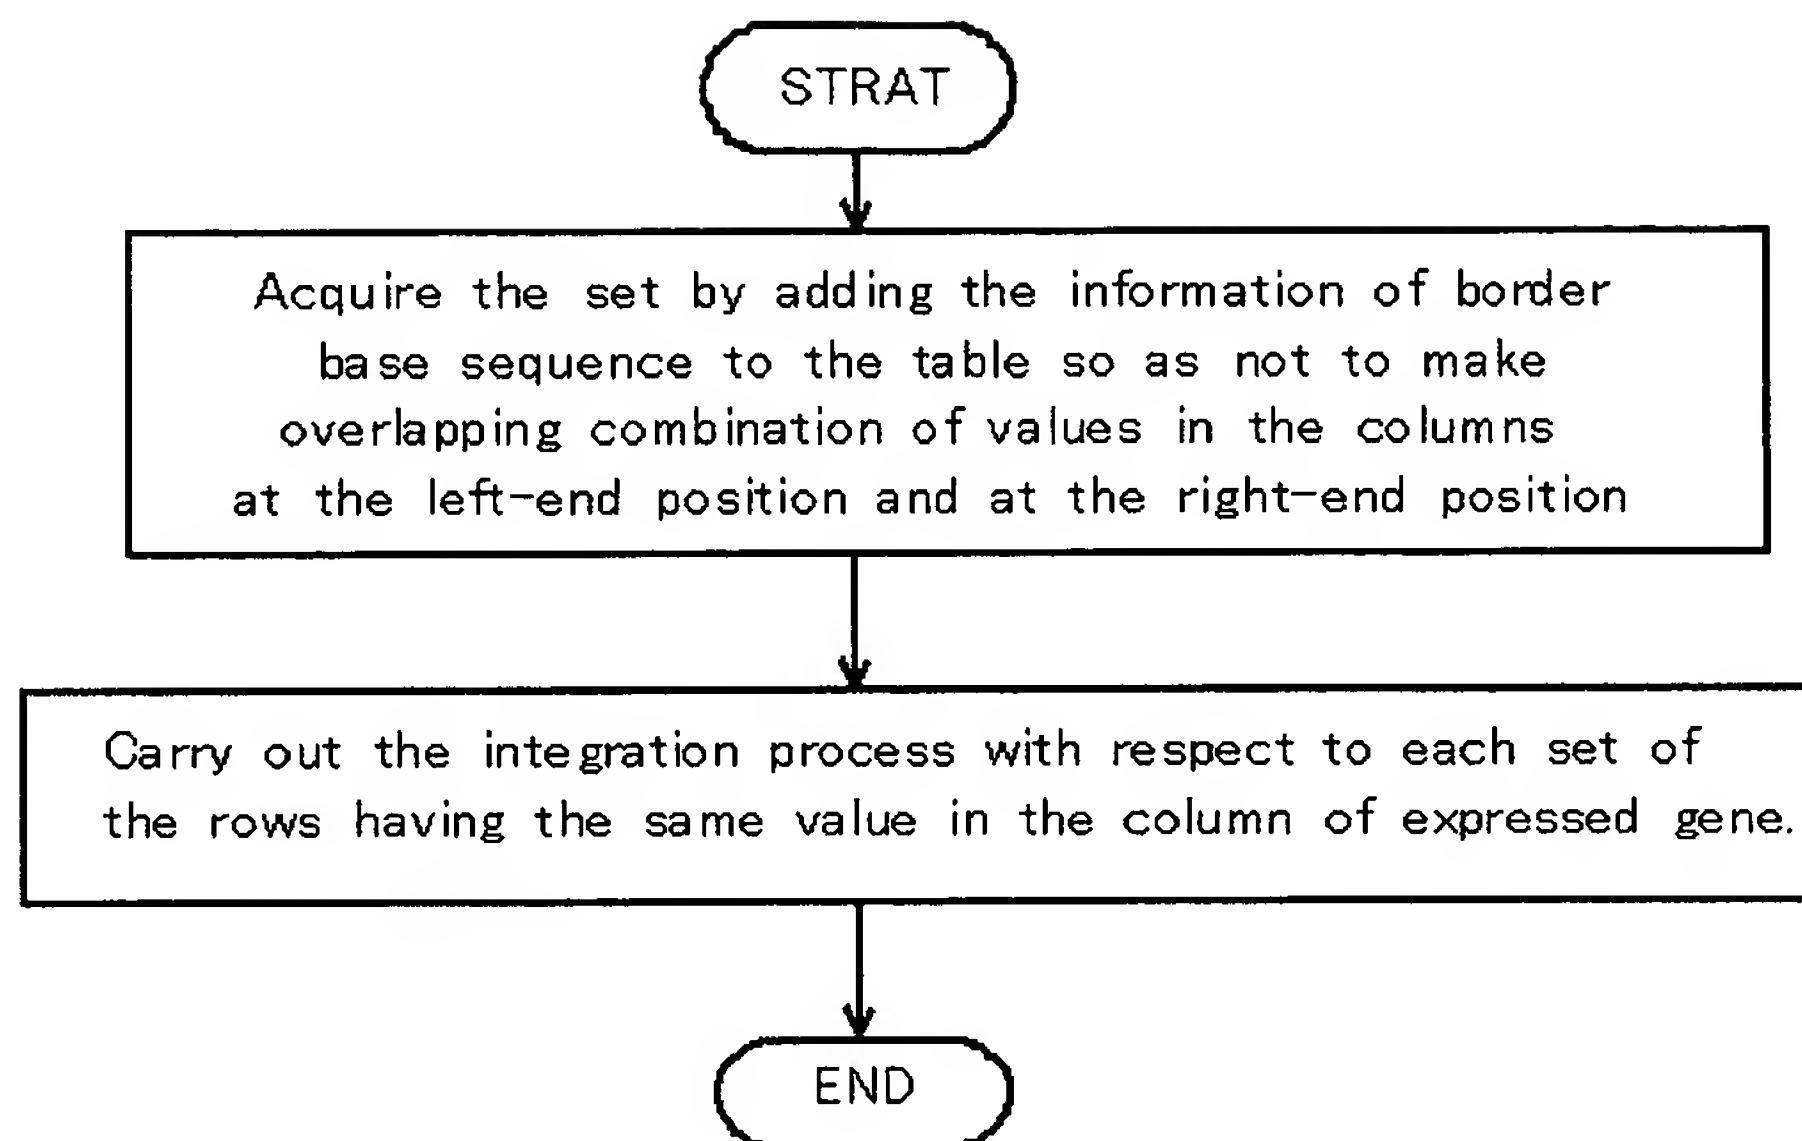 STRAT
Acquire the set by adding the information of border
base sequence to the table so as not to make
overlapping combination of values in the columns
at the left-end position and at the right-end position
Carry out the integration process with respect to each set of
the rows having the same value in the column of expressed gene.
END